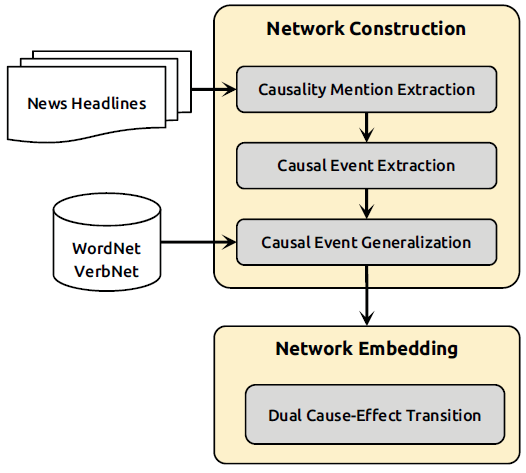 Network Construction
News Headlines
Causality Mention Extraction
Causal Event Extraction
WordNet
VerbNet
Causal Event Generalization
Network Embedding
Dual Cause-Effect Transition